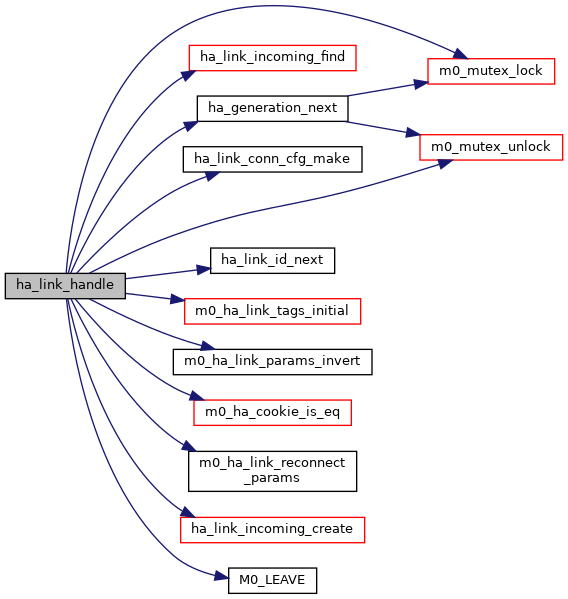 ha_link_incoming_find
m0_mutex_lock
ha_generation_next
m0_mutex_unlock
ha_link_conn_cfg_make
ha_link_id_next
ha_link_handle
m0_ha_link_tags_initial
m0_ha_link_params_invert
m0_ha_cookie_is_eq
m0_ha_link_reconnect
_params
ha_link_incoming_create
M0_LEAVE